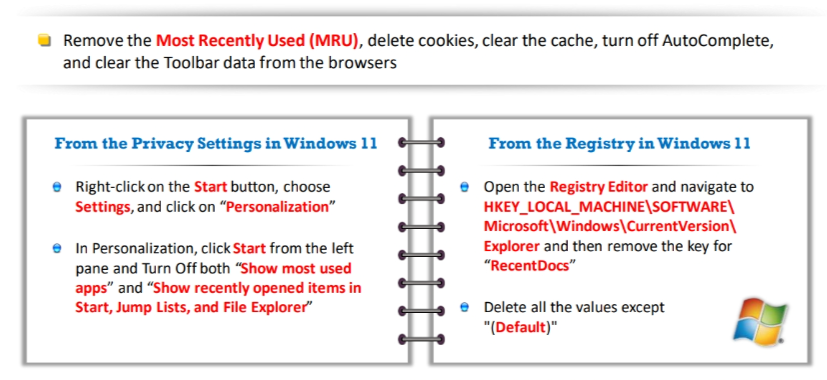 Remove the Most Recently Used (MRU), delete cookies, clear the cache, turn off AutoComplete,
and clear the Toolbar data from the browsers
From the Privacy Settings in Windows 11
Right-click on the Start button, choose
Settings, and click on “Personalization”
In Personalization, click Start from the left
pane and Turn Off both “Show most used
apps” and “Show recently opened items in
Start, Jump Lists, and File Explorer”
From the Registry in Windows 11
Open the Registry Editor and navigate to
HKEY_LOCAL_MACHINE\SOFTWARE\
Microsoft\Windows\CurrentVersion\
Explorer and then remove the key for
“RecentDocs”
Delete all the values except
"(Default)"